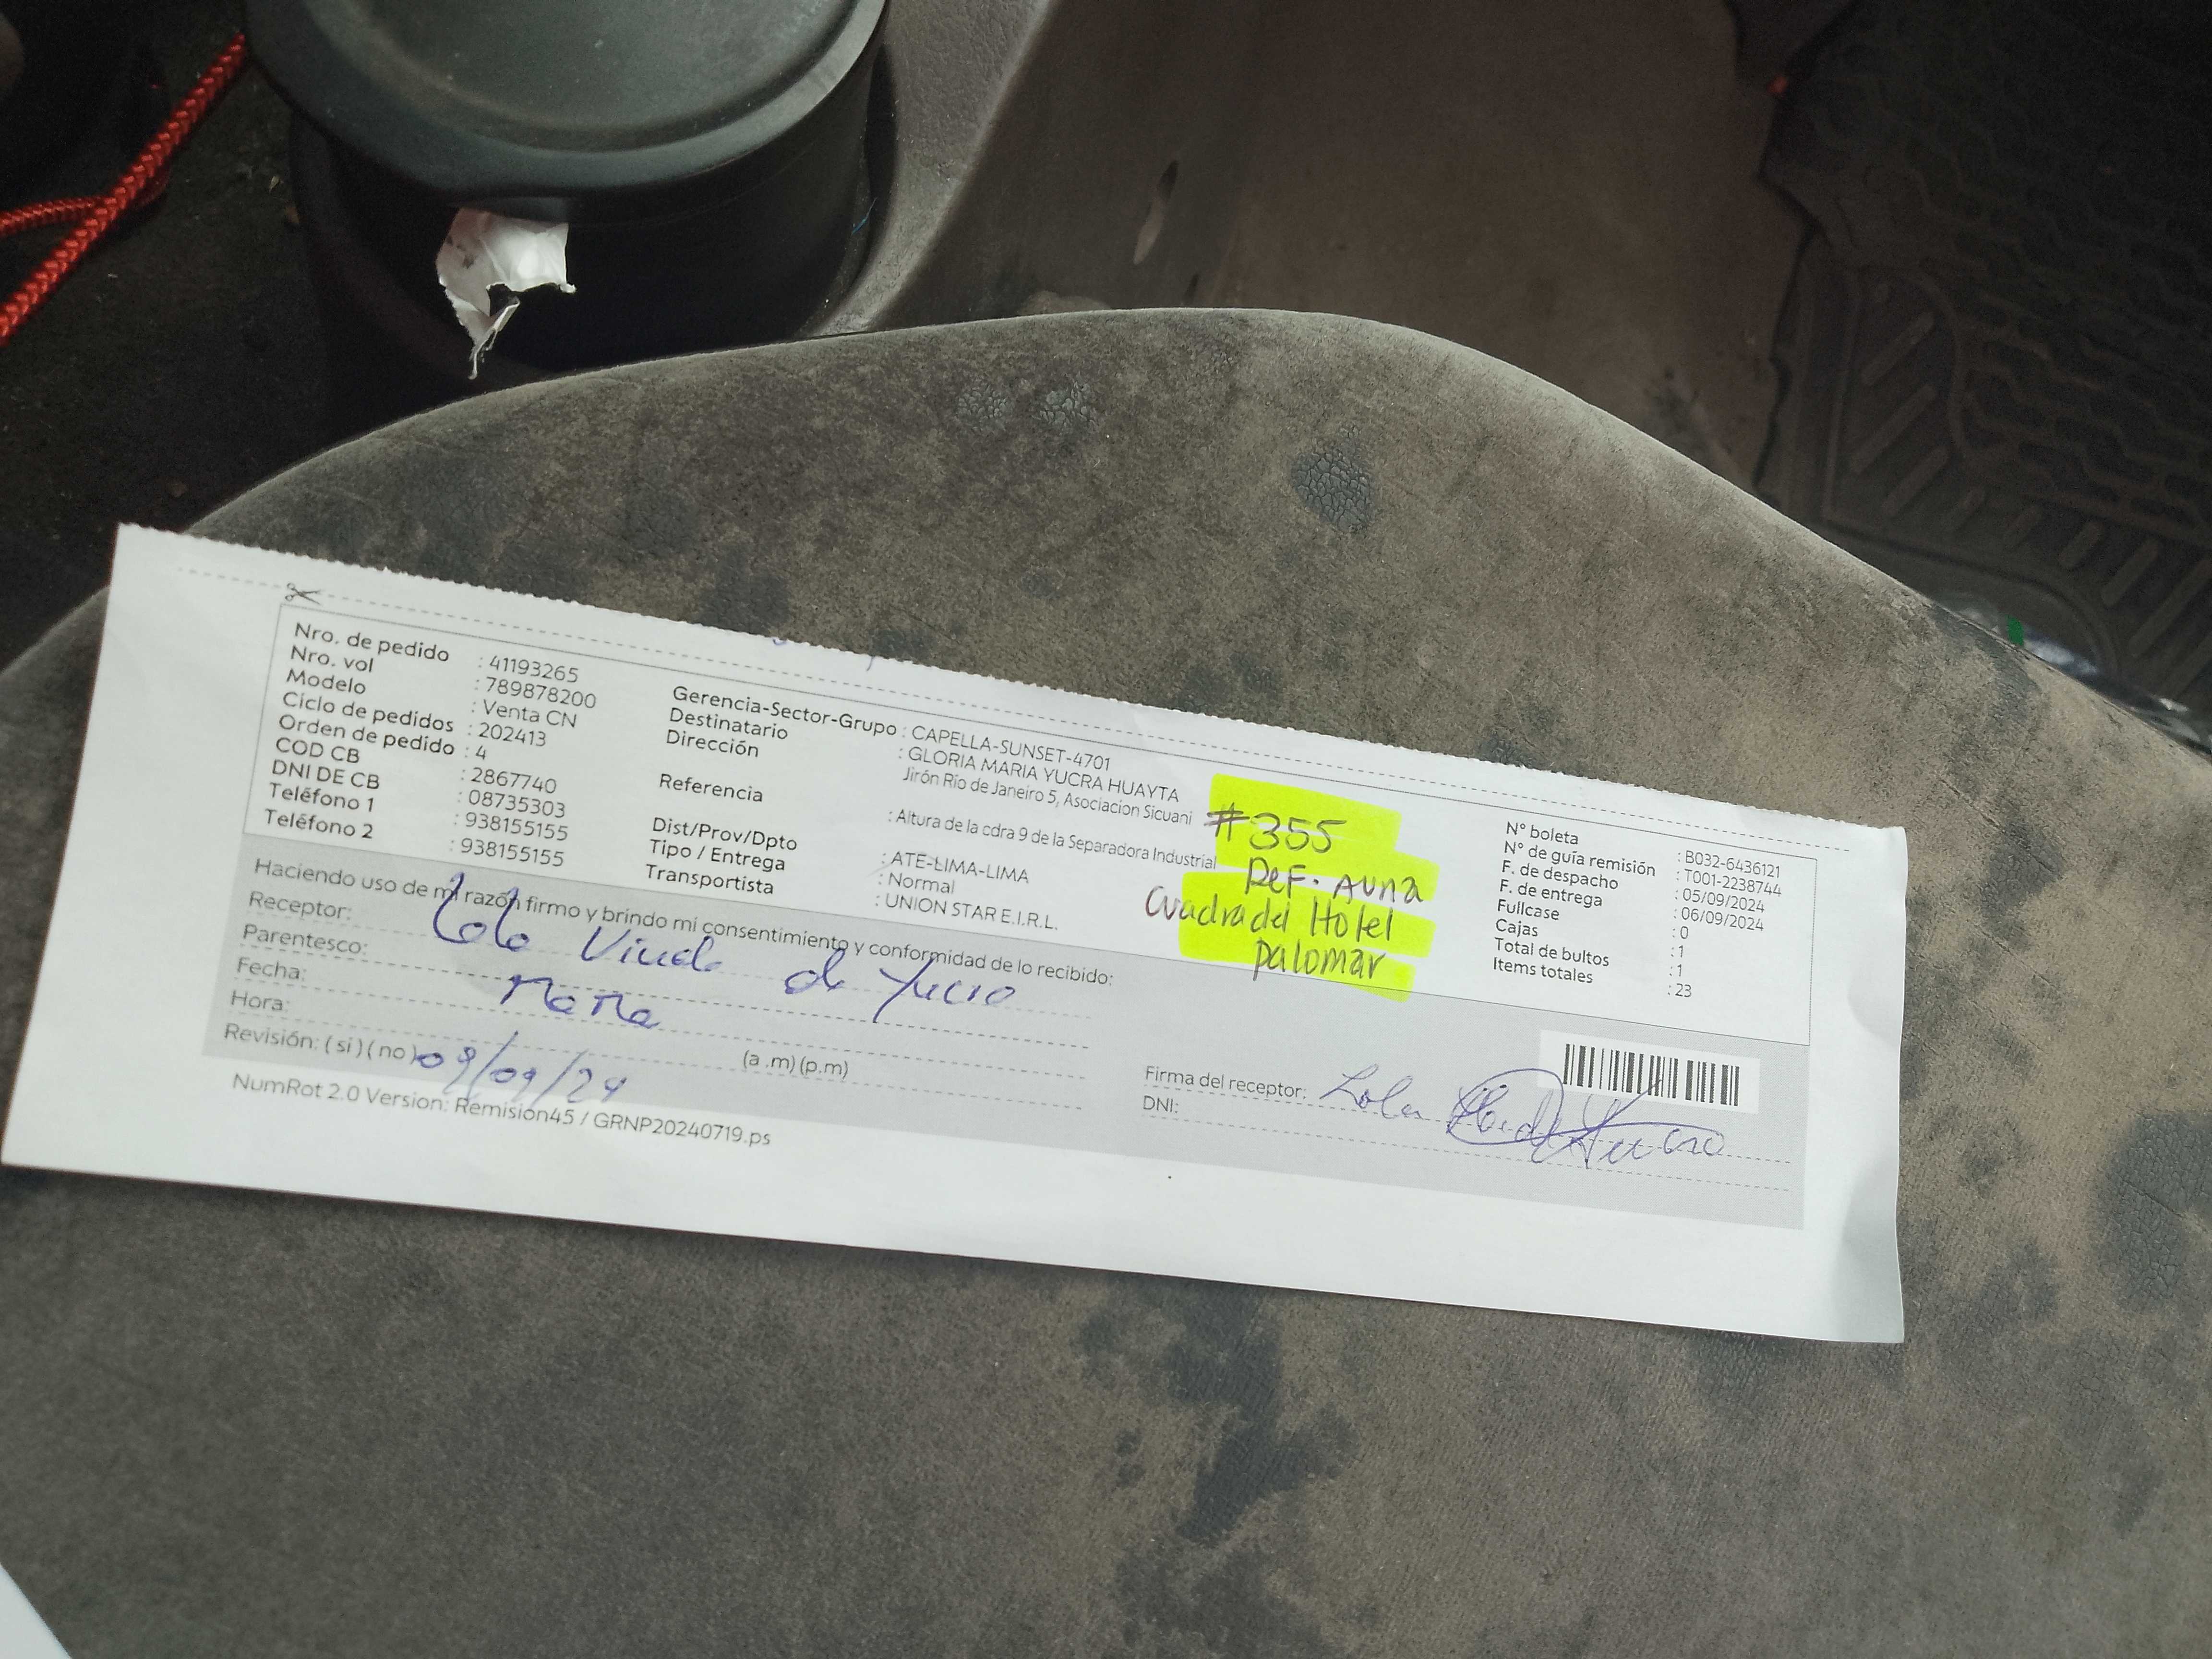 Nro. de pedido : 41193265
Nro. vol : 789878200
Modelo : Venta CN
Ciclo de pedidos : 202413
Orden de pedido : 4
COD CB : 2867740
DNI DE CB : 08735303
Teléfono 1 : 938155155
Teléfono 2 : 938155155
Gerencia-Sector-Grupo : CAPELLA-SUNSET-4701
Destinatario : GLORIA MARIA YUCRA HUAYTA
Dirección Jirón Río de Janeiro 5, Asociacion Sicuani
Referencia : Altura de la cdra 9 de la Separadora Industrial
Dist/Prov/Dpto : ATE-LIMA-LIMA
Tipo / Entrega : Normal
Transportista : UNION STAR E.I.R.L.
#355
Ref. Auna
Cuadra del Hotel
Palomar
N° boleta : B032-6436121
N° de guía remisión : T001-2238744
F. de despacho : 05/09/2024
F. de entrega : 06/09/2024
Fullcase : 0
Cajas : 1
Total de bultos : 1
Items totales : 23
Haciendo uso de mi razón firmo y brindo mi consentimiento y conformidad de lo recibido:
Receptor:
Parentesco: mama
Fecha:
Hora: (a .m) (p.m)
Revisión: ( si ) ( no ) 09/09/24
Firma del receptor: Lola
DNI:
NumRot 2.0 Version: Remision45 / GRNP20240719.ps